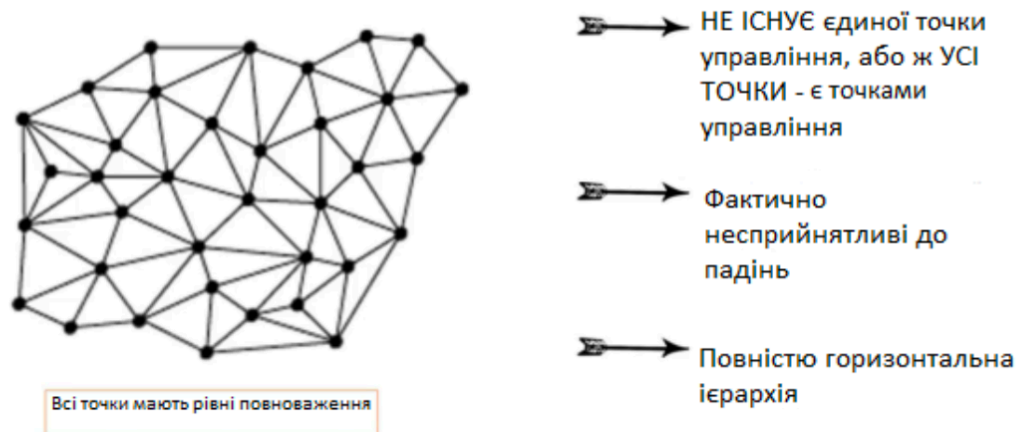 НЕ ІСНУЄ єдиної точки
управління, або ж УСІ
ТОЧКИ - є точками
управління
Фактично
несприйнятливі до
падінь
Повністю горизонтальна
ієрархія
Всі точки мають рівні повноваження